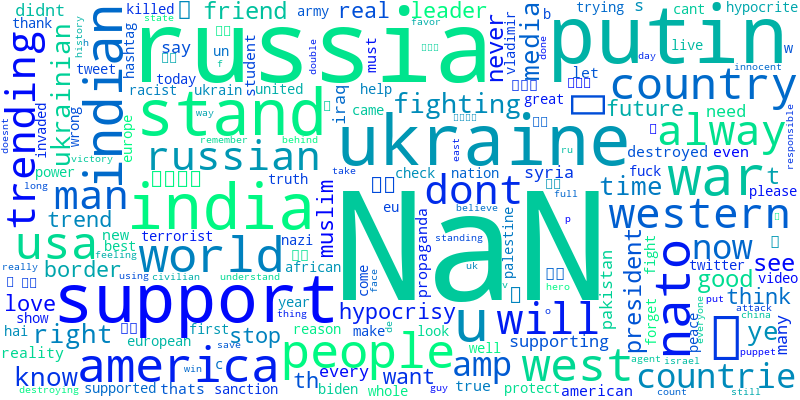 didnt
killed
friend
army
real
leader
trying
s
cant
hypocrite
thank
say
un
must
b
state
favor
history
h
vladimir
never
media
putin
russia
trending
indian
ukrainian
tweet
hashtag
today
f
student
double
let
live
done
day
w
innocent
racist
ukrain
united
iraq
help
came
fighting
great
future
need
country
stand
way
europe
invaded
wrong
doesnt
remember
behind
ukraine
east
ru
destroyed
even
alway
responsible
power
victory
russian
truth
take
check
nation
syria
fuck
war
t
please
long
man
india
muslim
dont
eu
believe
full
time
western
trend
usa
new
best
feeling
terrorist
nazi
world
african
NaN
propaganda
standing
palestine
p
hero
uk
v
pakistan
president
fight
forget
now
twitter
good
see
video
really
border
using
civilian
understand
come
face
love
show
support
year
thing
hypocrisy
u
will
o
supporting
nato
put
peace
everyone
china
attack
think
ye
many
hai
right
european
first
stop
reason
make
look
know
america
c
save
people
well
amp
west
agent
israel
puppet
countrie
reality
destroying
supported
thats
win
sanction
th
biden
every
whole
want
de
guy
true
protect
american
count
still